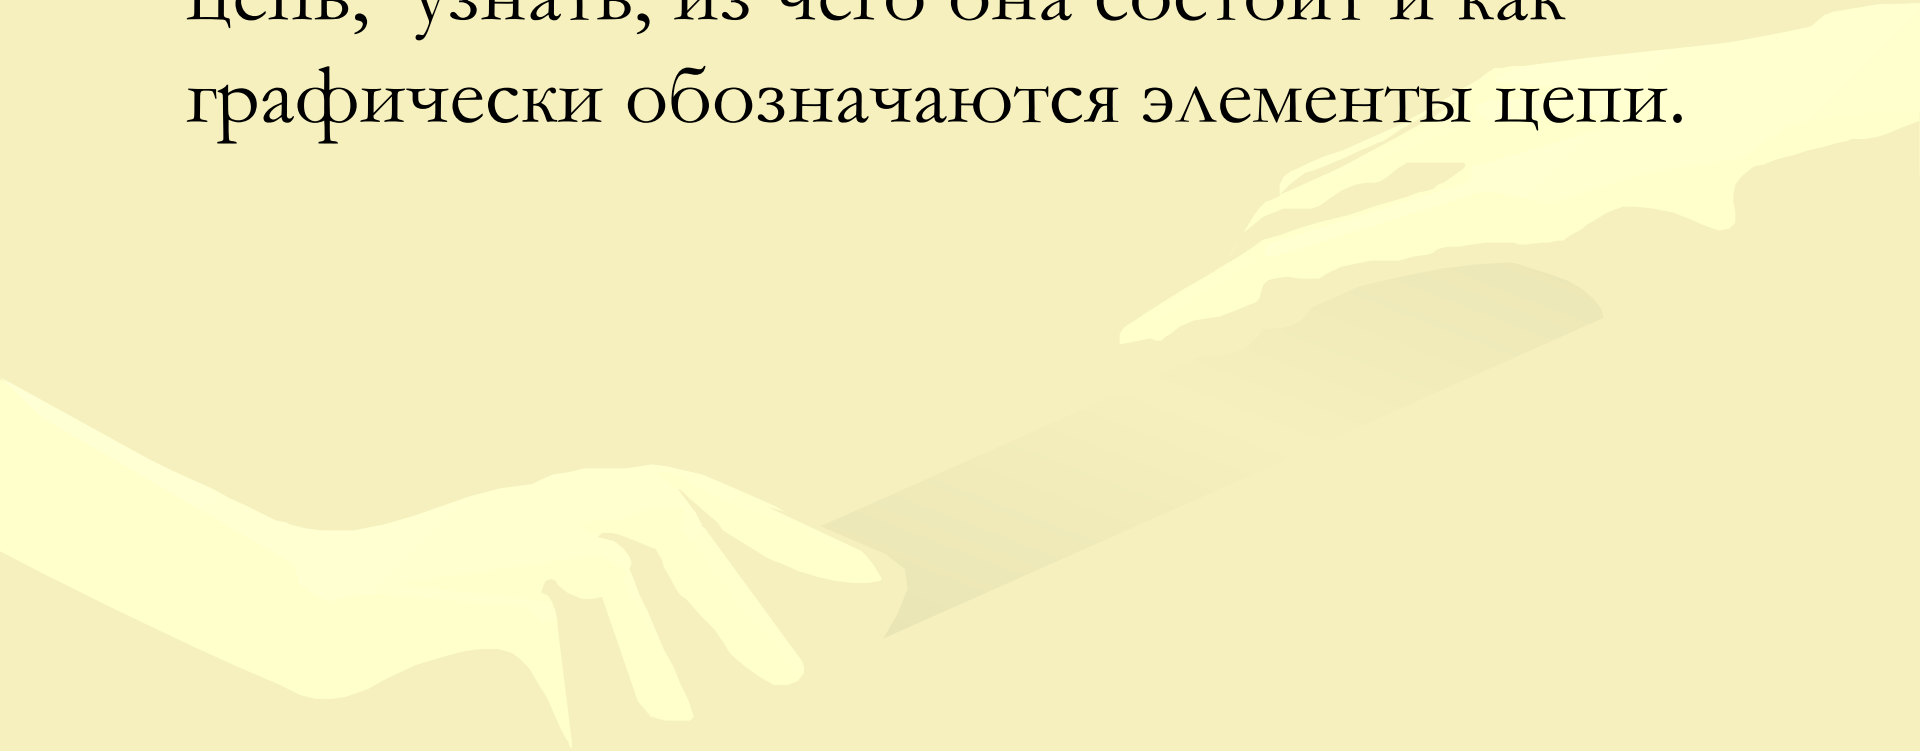 цепь, узнать, из чего она состоит и как
графически обозначаются элементы цепи.